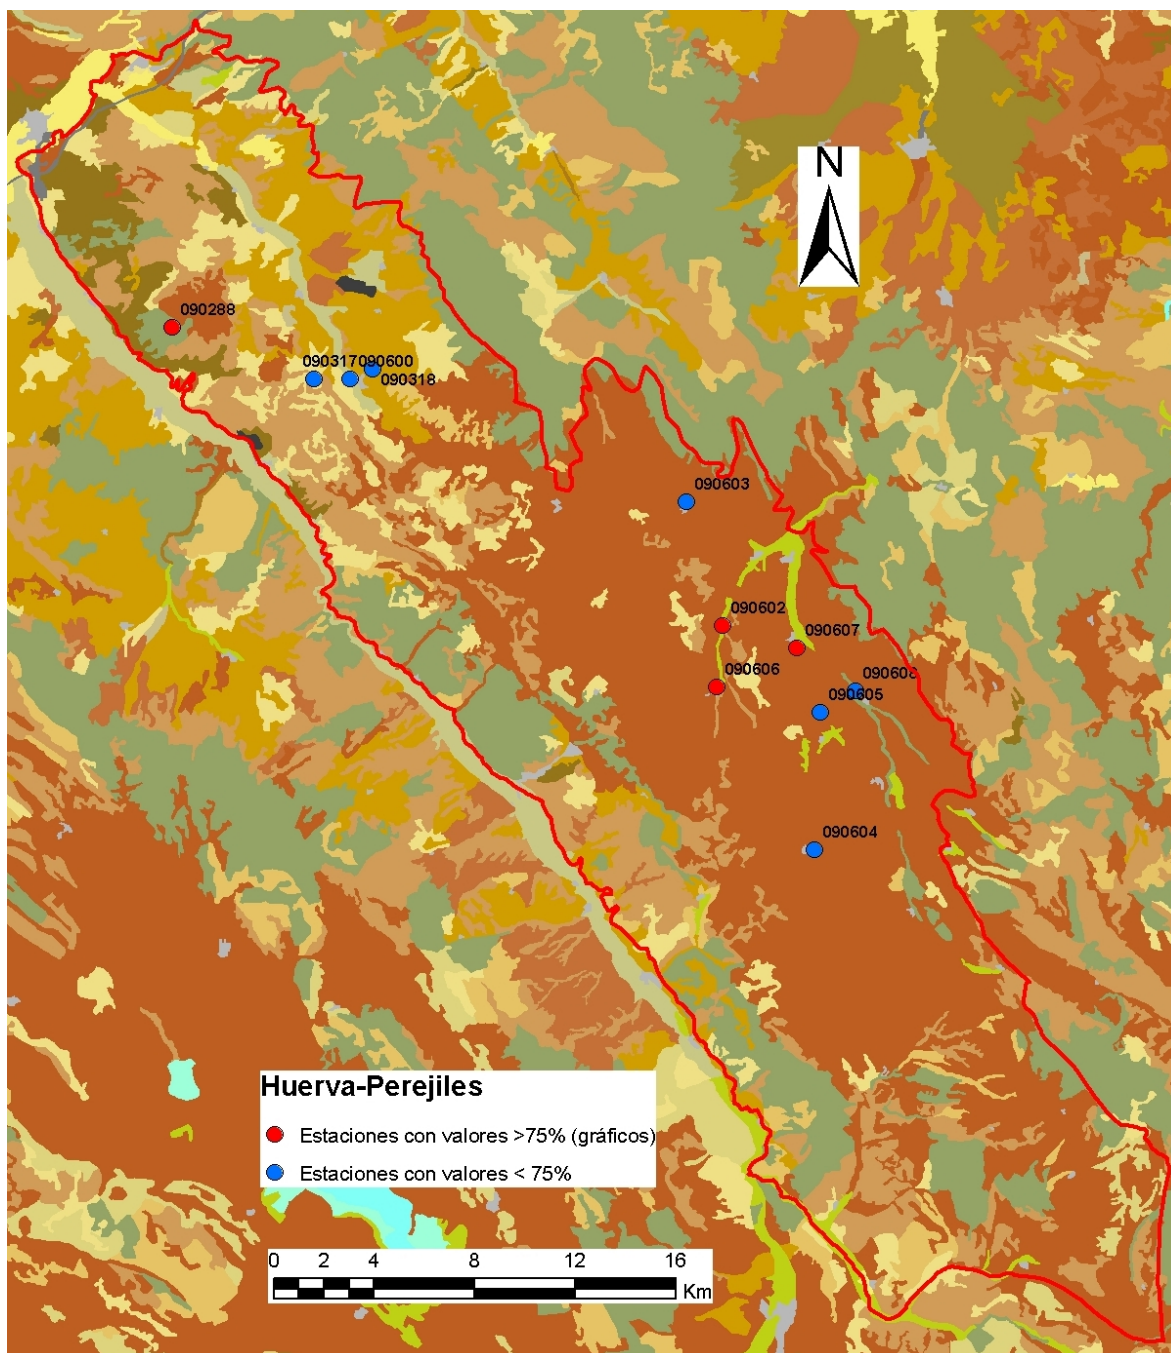 N
090288
090317
090600
090318
090603
090602
090607
090606
090608
090605
090604
Huerva-Perejiles
Estaciones con valores >75% (gráficos)
Estaciones con valores < 75%
0 2 4 8 12 16
Km